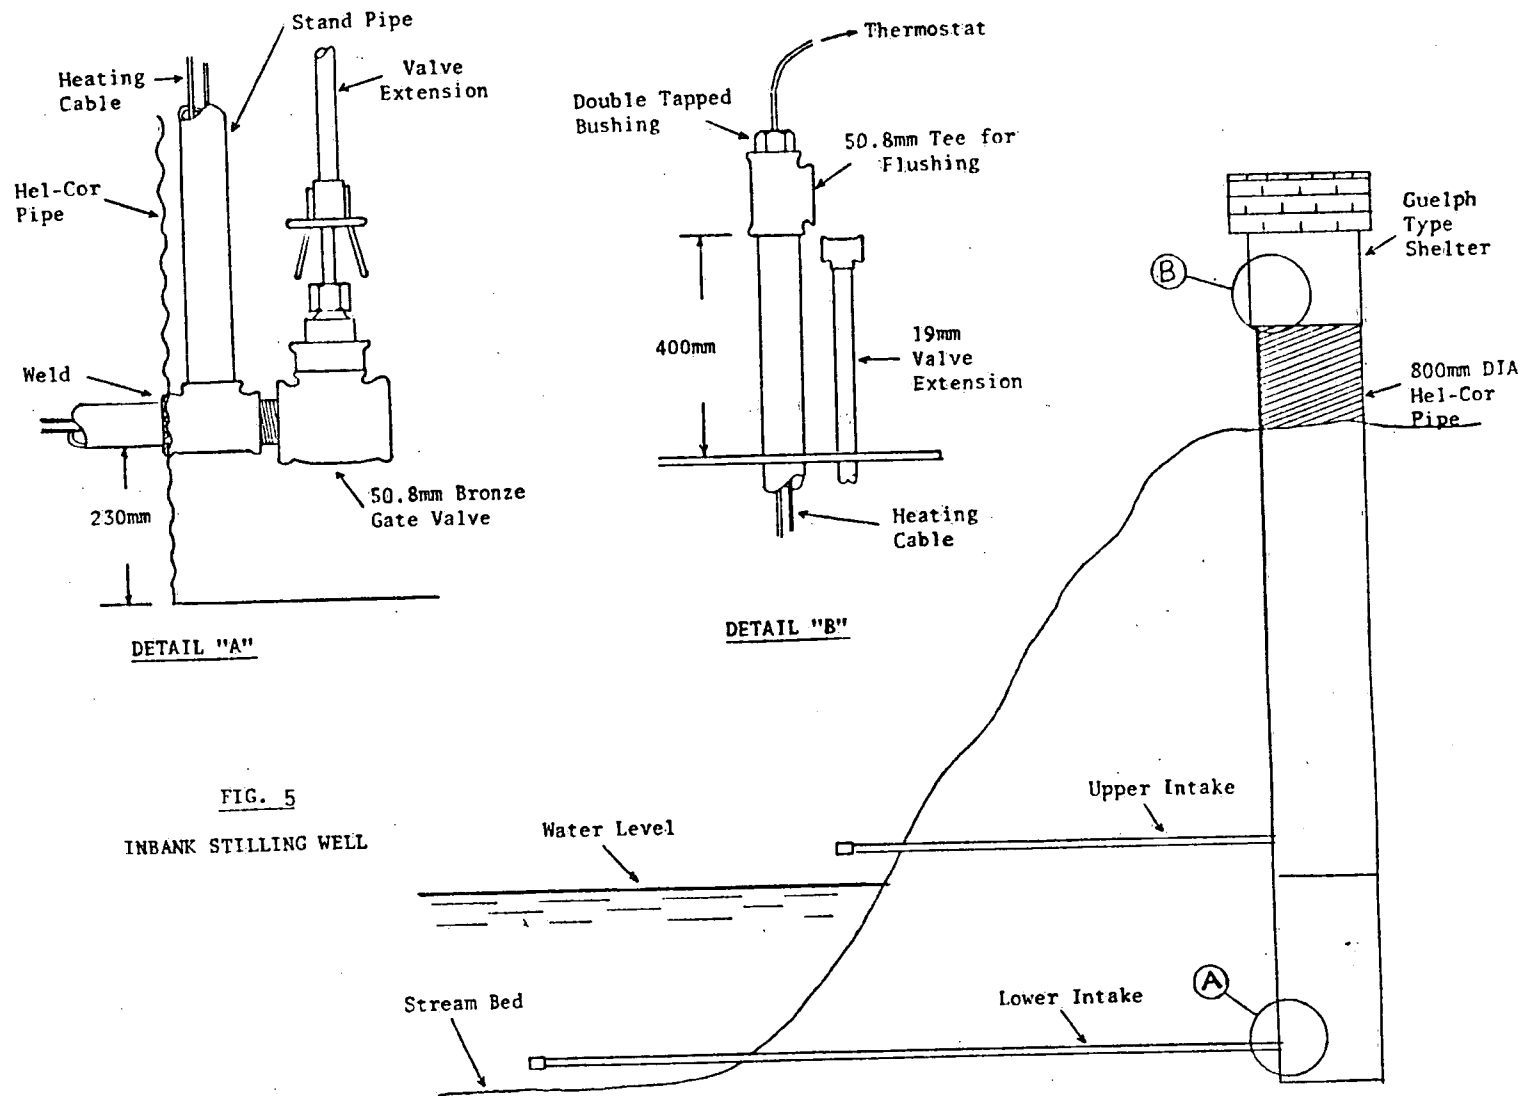 Stand Pipe
Heating
Cable
Valve
Extension
Hel-Cor
Pipe
Weld
230mm
50.8mm Bronze
Gate Valve
DETAIL "A"
Thermostat
Double Tapped
Bushing
50.8mm Tee for
Flushing
400mm
19mm
Valve
Extension
Heating
Cable
DETAIL "B"
Guelph
Type
Shelter
B
800mm DIA
Hel-Cor
Pipe
FIG. 5
INBANK STILLING WELL
Water Level
Upper Intake
Stream Bed
Lower Intake
A